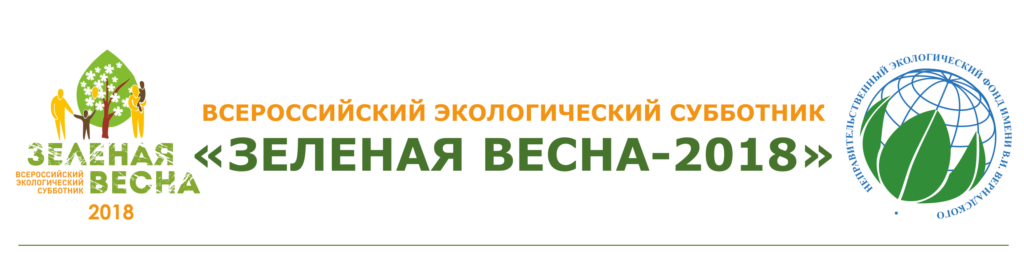 ЗЕЛЕНАЯ
ВСЕРОССИЙСКИЙ
ЭКОЛОГИЧЕСКИЙ
СУББОТНИК
ВЕСНА
2018
ВСЕРОССИЙСКИЙ ЭКОЛОГИЧЕСКИЙ СУББОТНИК
«ЗЕЛЕНАЯ ВЕСНА-2018»
НЕПРАВИТЕЛЬСТВЕННЫЙ ЭКОЛОГИЧЕСКИЙ ФОНД ИМЕНИ В.И. ВЕРНАДСКОГО